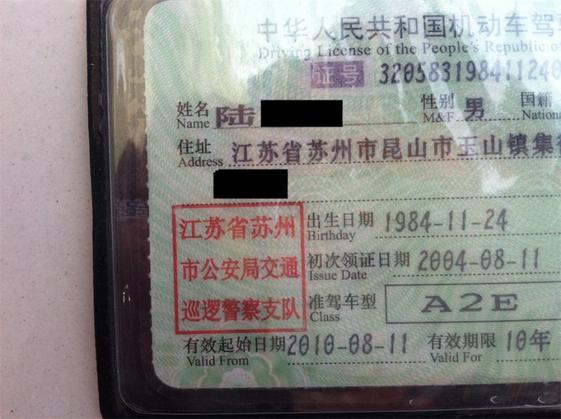 中华人民共和国机动车驾
Driving License of the People's Republic of
证号 32058319841124
姓名 陆 性别 男 国籍
Name M&F National
住址 江苏省苏州市昆山市玉山镇集
Address
江苏省苏州
市公安局交通
巡逻警察支队
出生日期 1984-11-24
Birthday
初次领证日期 2004-08-11
Issue Date
准驾车型 A2E
Class
有效起始日期 2010-08-11 有效期限 10年
Valid From Valid For